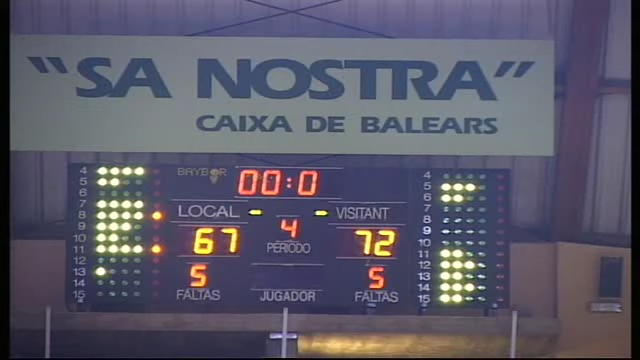 "SA NOSTRA"
CAIXA DE BALEARS
BAYBOR
00:0
LOCAL VISITANT
67 4 72
PERIODO
5 5
FALTAS JUGADOR FALTAS
4 4
5 5
6 6
7 7
8 8
9 9
10 10
11 11
12 12
13 13
14 14
15 15